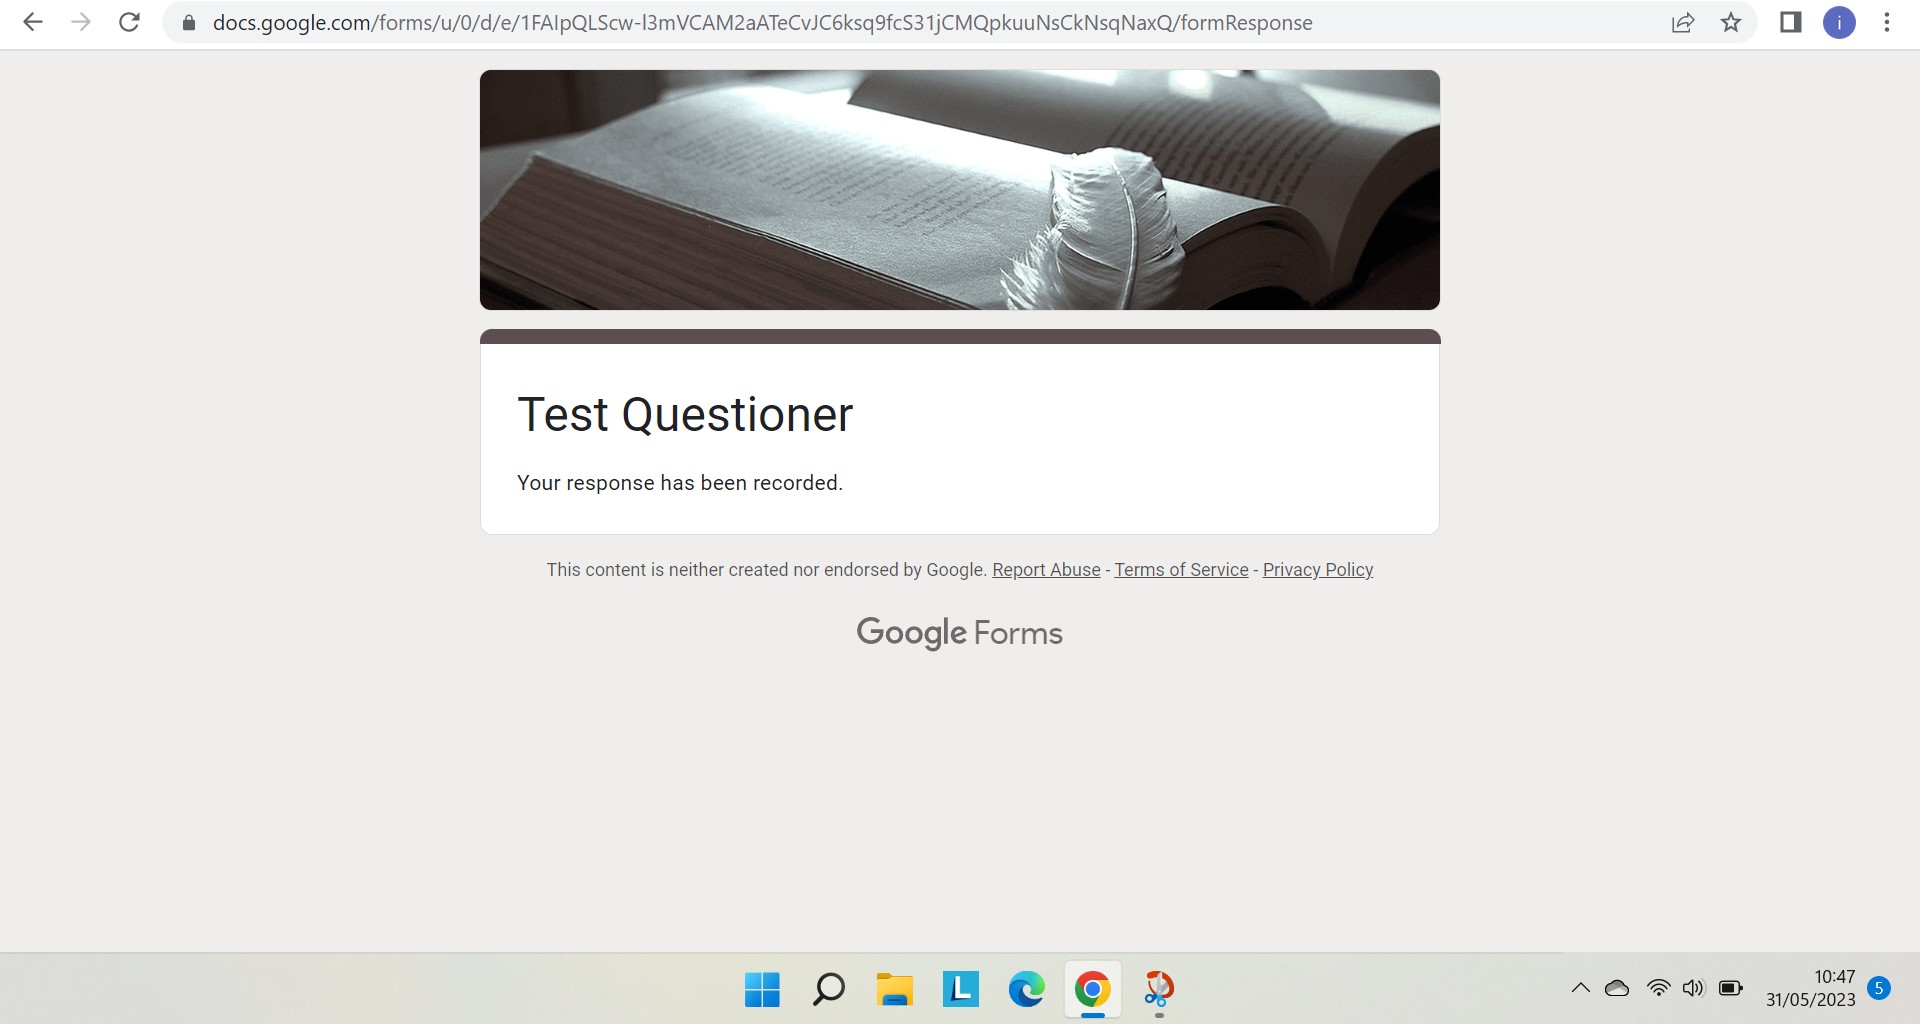 docs.google.com/forms/u/0/d/e/1FAIpQLScw-l3mVCAM2aATeCvJC6ksq9fcS31jCMQpkuuNsCkNsqNaxQ/formResponse
i
Test Questioner
Your response has been recorded.
This content is neither created nor endorsed by Google. Report Abuse - Terms of Service - Privacy Policy
Google Forms
L
10:47
31/05/2023
5